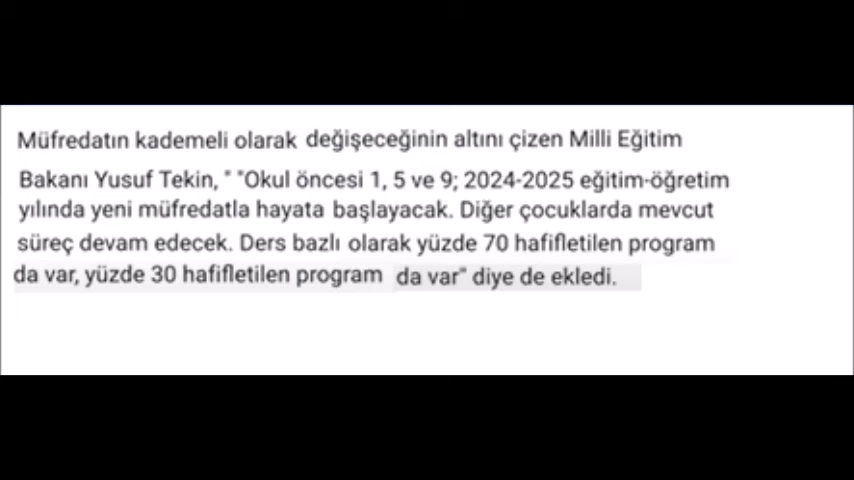 Müfredatın kademeli olarak değişeceğinin altını çizen Milli Eğitim
Bakanı Yusuf Tekin, " "Okul öncesi 1, 5 ve 9; 2024-2025 eğitim-öğretim
yılında yeni müfredatla hayata başlayacak. Diğer çocuklarda mevcut
süreç devam edecek. Ders bazlı olarak yüzde 70 hafifletilen program
da var, yüzde 30 hafifletilen program da var" diye de ekledi.